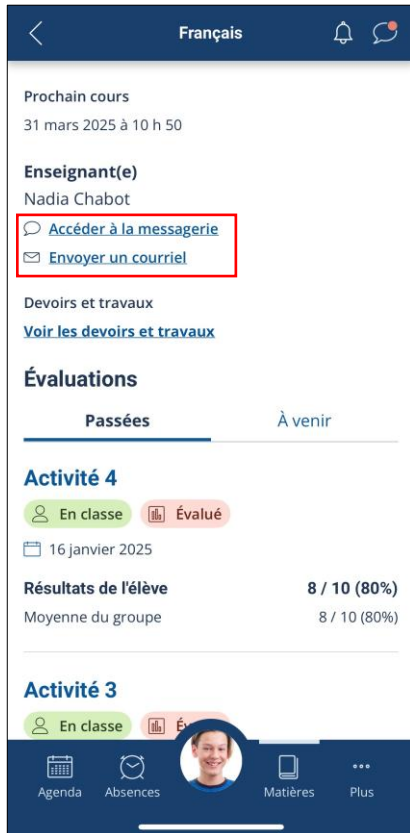 Français
Prochain cours
31 mars 2025 à 10 h 50
Enseignant(e)
Nadia Chabot
Accéder à la messagerie
Envoyer un courriel
Devoirs et travaux
Voir les devoirs et travaux
Évaluations
Passées À venir
Activité 4
En classe Évalué
16 janvier 2025
Résultats de l'élève 8 / 10 (80%)
Moyenne du groupe 8 / 10 (80%)
Activité 3
En classe
Agenda Absences Matières Plus